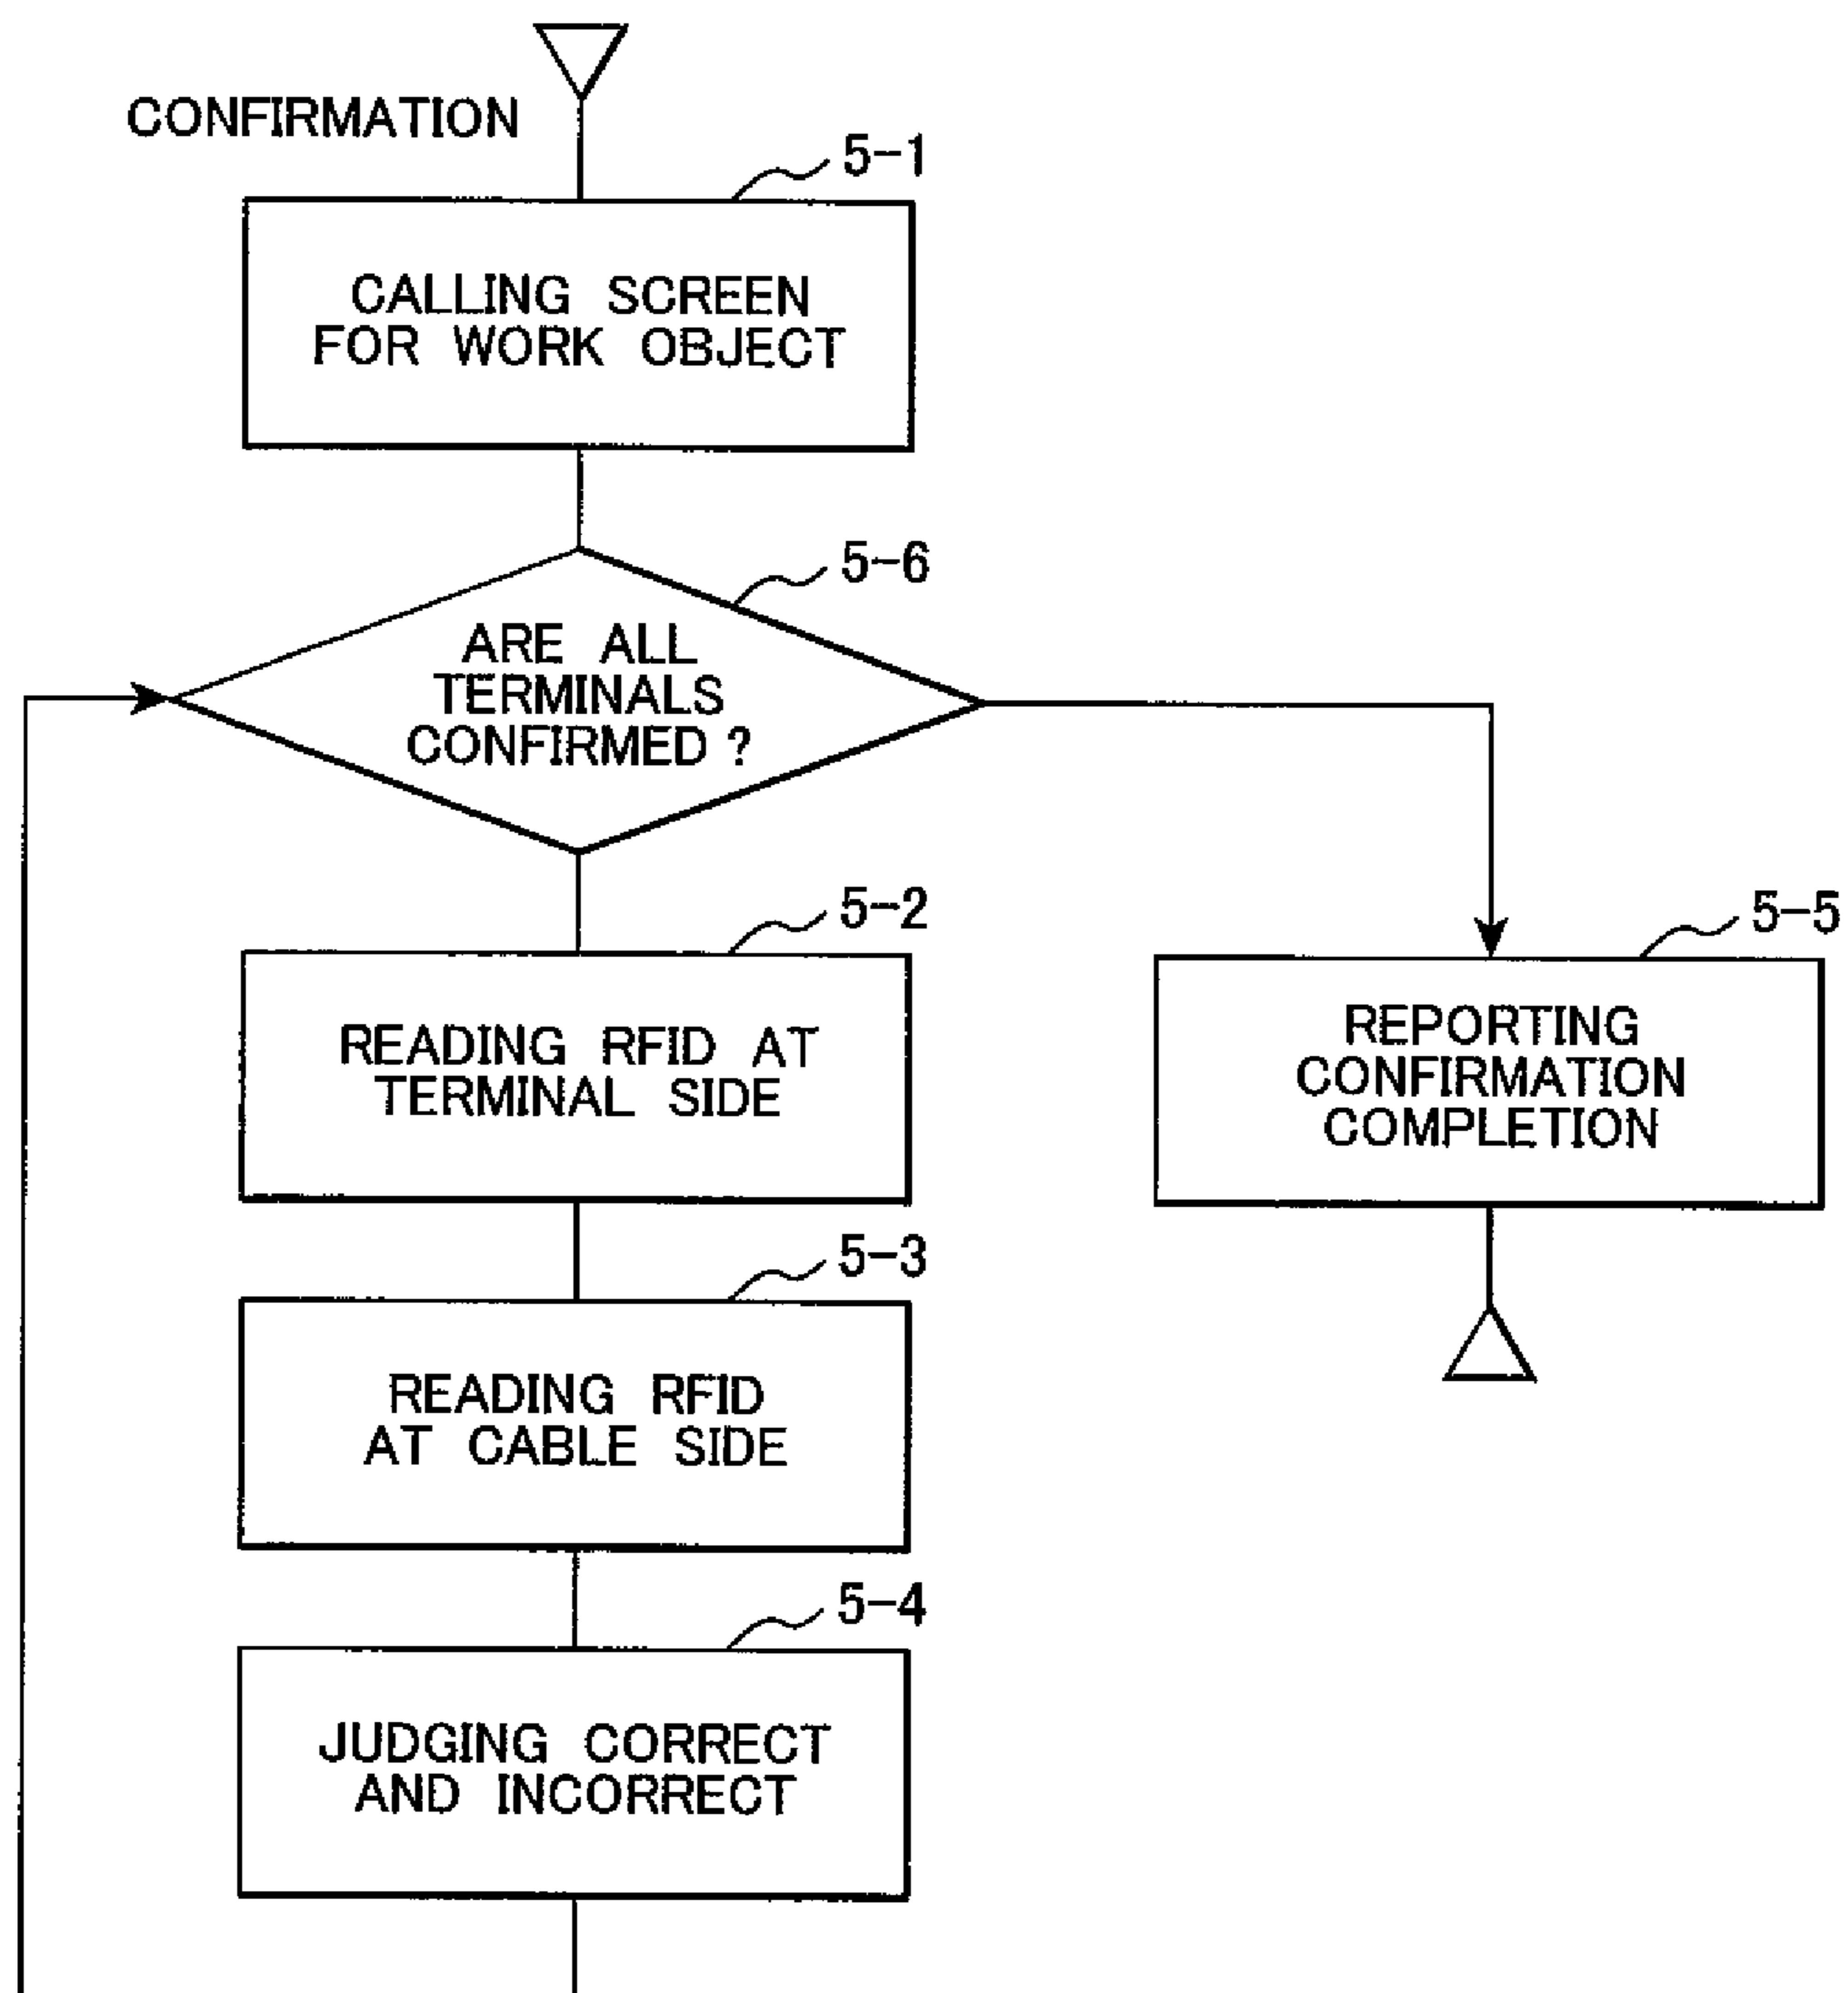 CONFIRMATION
5-1
CALLING SCREEN
FOR WORK OBJECT
5-6
ARE ALL
TERMINALS
CONFIRMED?
5-2
READING RFID AT
TERMINAL SIDE
5-5
REPORTING
CONFIRMATION
COMPLETION
5-3
READING RFID
AT CABLE SIDE
5-4
JUDGING CORRECT
AND INCORRECT